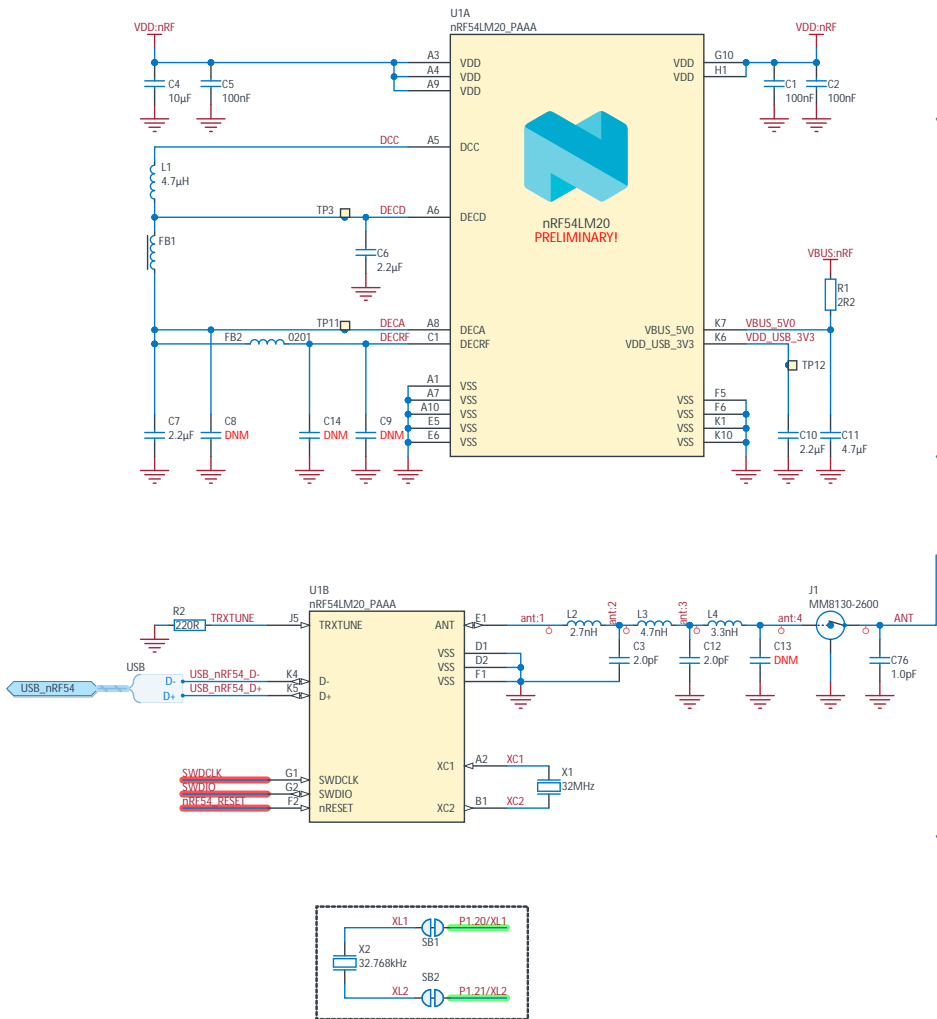 U1A
nRF54LM20_PAAA
VDD:nRF
VDD:nRF
A3 VDD
A4 VDD
A9 VDD
VDD G10
VDD H1
C4
10µF
C5
100nF
C1
100nF
C2
100nF
DCC A5 DCC
L1
4.7µH
TP3 DECD A6 DECD
nRF54LM20
PRELIMINARY!
FB1
C6
2.2µF
VBUS:nRF
R1
2R2
TP11 DECA A8 DECA
FB2 0201 DECRF C1 DECRF
VBUS_5V0 K7 VBUS_5V0
VDD_USB_3V3 K6 VDD_USB_3V3
TP12
A1 VSS
A7 VSS
A10 VSS
E5 VSS
E6 VSS
VSS F5
VSS F6
VSS K1
VSS K10
C7
2.2µF
C8
DNM
C14
DNM
C9
DNM
C10
2.2µF
C11
4.7µF
U1B
nRF54LM20_PAAA
J1
MM8130-2600
R2
220R
TRXTUNE J5 TRXTUNE
ANT E1 ant:1
L2
2.7nH
ant:2
L3
4.7nH
ant:3
L4
3.3nH
ant:4
ANT
VSS D1
VSS D2
VSS F1
C3
2.0pF
C12
2.0pF
C13
DNM
C76
1.0pF
USB_nRF54
USB
D- USB_nRF54_D- K4 D-
D+ USB_nRF54_D+ K5 D+
SWDCLK G1 SWDCLK
SWDIO G2 SWDIO
nRF54_RESET F2 nRESET
XC1 A2 XC1
XC2 B1 XC2
X1
32MHz
XL1 P1.20/XL1
SB1
X2
32.768kHz
SB2
XL2 P1.21/XL2